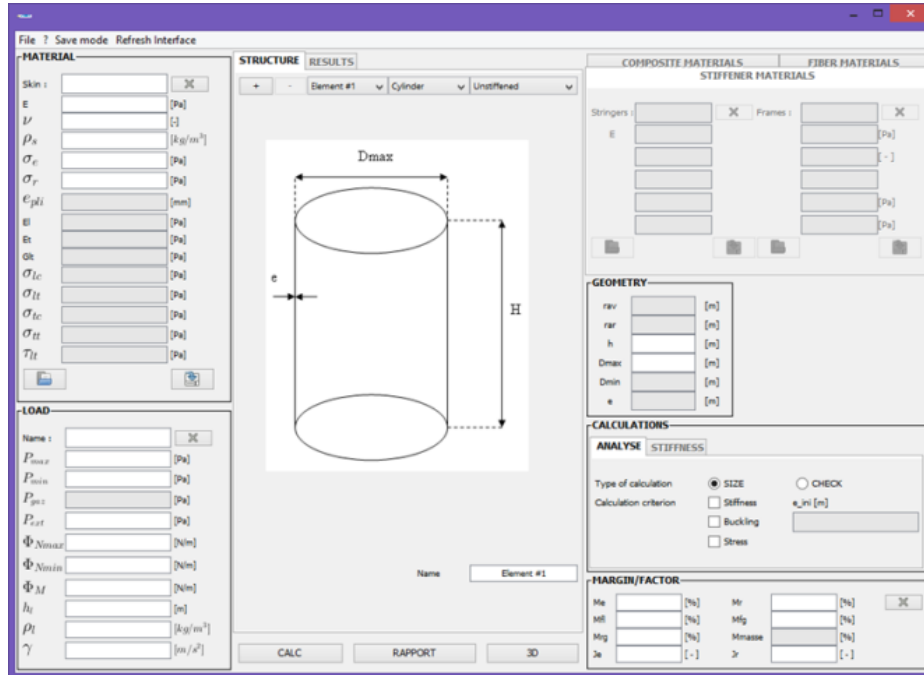 File ? Save mode Refresh Interface
MATERIAL
Skin :
E [Pa]
ν [-]
ρs [kg/m³]
σe [Pa]
σr [Pa]
epli [mm]
El [Pa]
Et [Pa]
Glt [Pa]
σlc [Pa]
σlt [Pa]
σtc [Pa]
σtt [Pa]
τlt [Pa]
LOAD
Name :
Pmax [Pa]
Pmin [Pa]
Pgaz [Pa]
Pext [Pa]
ΦNmax [N/m]
ΦNmin [N/m]
ΦM [N/m]
hl [m]
ρl [kg/m³]
γ [m/s²]
STRUCTURE RESULTS
+ - Element #1 Cylinder Unstiffened
Dmax
e
H
Name Element #1
CALC RAPPORT 3D
COMPOSITE MATERIALS FIBER MATERIALS
STIFFENER MATERIALS
Stringers : Frames :
E [Pa]
[ - ]
[Pa]
[Pa]
GEOMETRY
rav [m]
rar [m]
h [m]
Dmax [m]
Dmin [m]
e [m]
CALCULATIONS
ANALYSE STIFFNESS
Type of calculation SIZE CHECK
Calculation criterion Stiffness e_ini [m]
Buckling
Stress
MARGIN/FACTOR
Me [%] Mr [%]
Mfl [%] Mfg [%]
Mrg [%] Mmasse [%]
Je [-] Jr [-]